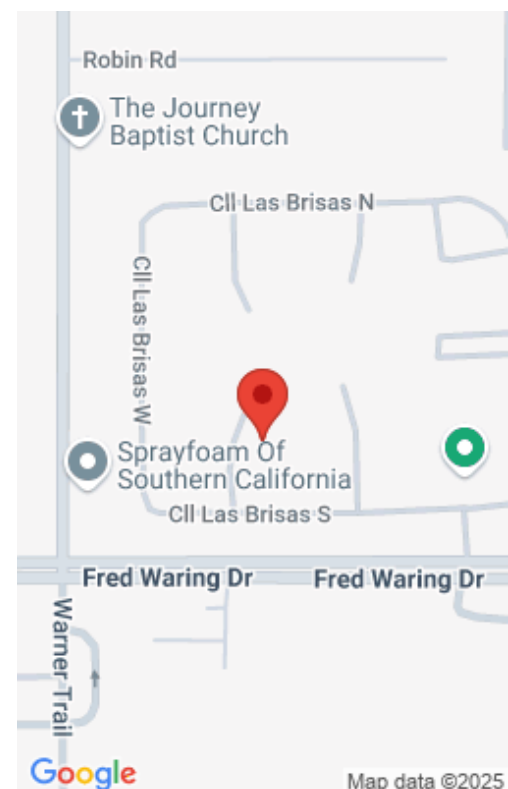 Robin Rd
The Journey
Baptist Church
Cll Las Brisas N
Cll Las Brisas W
Sprayfoam Of
Southern California
Cll Las Brisas S
Fred Waring Dr
Fred Waring Dr
Warner Trail
Google
Map data ©2025